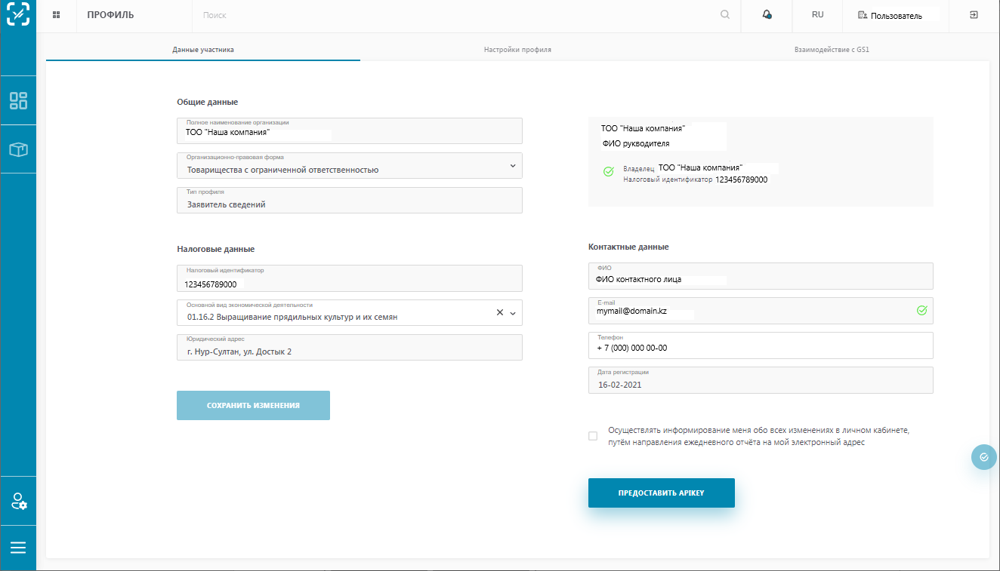 ПРОФИЛЬ
Поиск
RU
Пользователь
Данные участника
Настройки профиля
Взаимодействие с GS1
Общие данные
Полное наименование организации
ТОО "Наша компания"
Организационно-правовая форма
Товарищества с ограниченной ответственностью
Тип профиля
Заявитель сведений
Налоговые данные
Налоговый идентификатор
123456789000
Основной вид экономической деятельности
01.16.2 Выращивание прядильных культур и их семян
Юридический адрес
г. Нур-Султан, ул. Достык 2
СОХРАНИТЬ ИЗМЕНЕНИЯ
ТОО "Наша компания"
ФИО рукводителя
Владелец ТОО "Наша компания"
Налоговый идентификатор 123456789000
Контактные данные
ФИО
ФИО контактного лица
E-mail
mymail@domain.kz
Телефон
+ 7 (000) 000 00-00
Дата регистрации
16-02-2021
Осуществлять информирование меня обо всех изменениях в личном кабинете,
путём направления ежедневного отчёта на мой электронный адрес
ПРЕДОСТАВИТЬ APIKEY